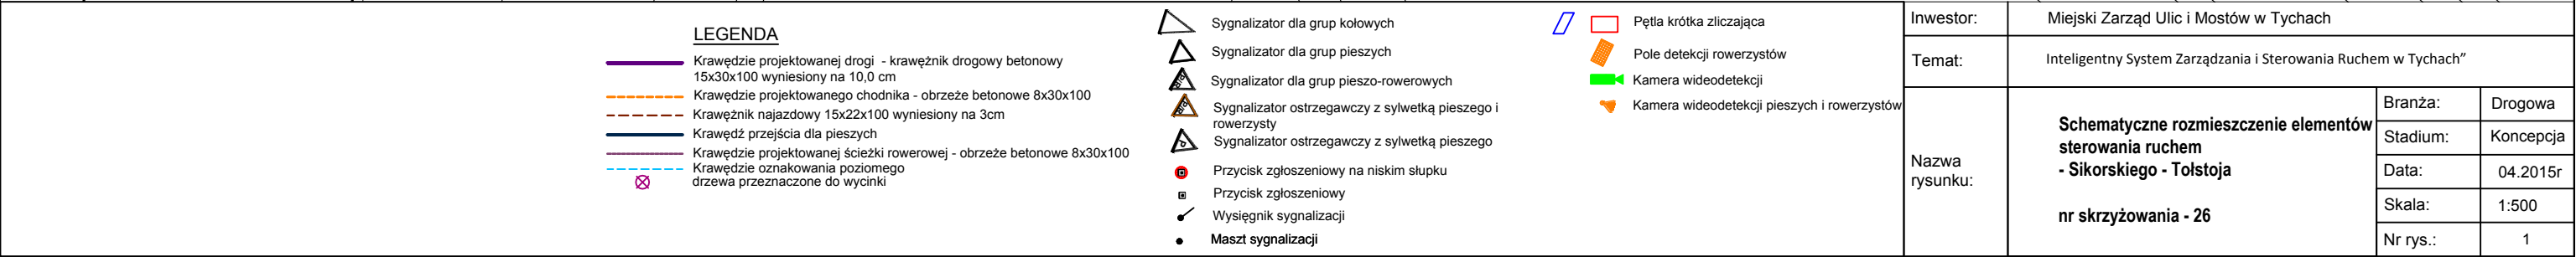 LEGENDA
Krawędzie projektowanej drogi - krawężnik drogowy betonowy
15x30x100 wyniesiony na 10,0 cm
Krawędzie projektowanego chodnika - obrzeże betonowe 8x30x100
Krawężnik najazdowy 15x22x100 wyniesiony na 3cm
Krawędź przejścia dla pieszych
Krawędzie projektowanej ścieżki rowerowej - obrzeże betonowe 8x30x100
Krawędzie oznakowania poziomego
drzewa przeznaczone do wycinki
Sygnalizator dla grup kołowych
Sygnalizator dla grup pieszych
Sygnalizator dla grup pieszo-rowerowych
Sygnalizator ostrzegawczy z sylwetką pieszego i
rowerzysty
Sygnalizator ostrzegawczy z sylwetką pieszego
Przycisk zgłoszeniowy na niskim słupku
Przycisk zgłoszeniowy
Wysięgnik sygnalizacji
Maszt sygnalizacji
Pętla krótka zliczająca
Pole detekcji rowerzystów
Kamera wideodetekcji
Kamera wideodetekcji pieszych i rowerzystów
Inwestor: Miejski Zarząd Ulic i Mostów w Tychach
Temat: Inteligentny System Zarządzania i Sterowania Ruchem w Tychach”
Nazwa
rysunku:
Schematyczne rozmieszczenie elementów
sterowania ruchem
- Sikorskiego - Tołstoja
nr skrzyżowania - 26
Branża: Drogowa
Stadium: Koncepcja
Data: 04.2015r
Skala: 1:500
Nr rys.: 1